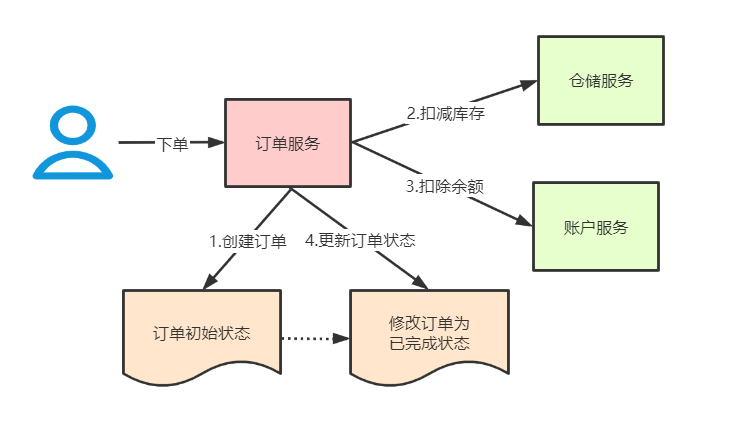 仓储服务
2.扣减库存
下单
订单服务
3.扣除余额
账户服务
1.创建订单
4.更新订单状态
订单初始状态
修改订单为
已完成状态